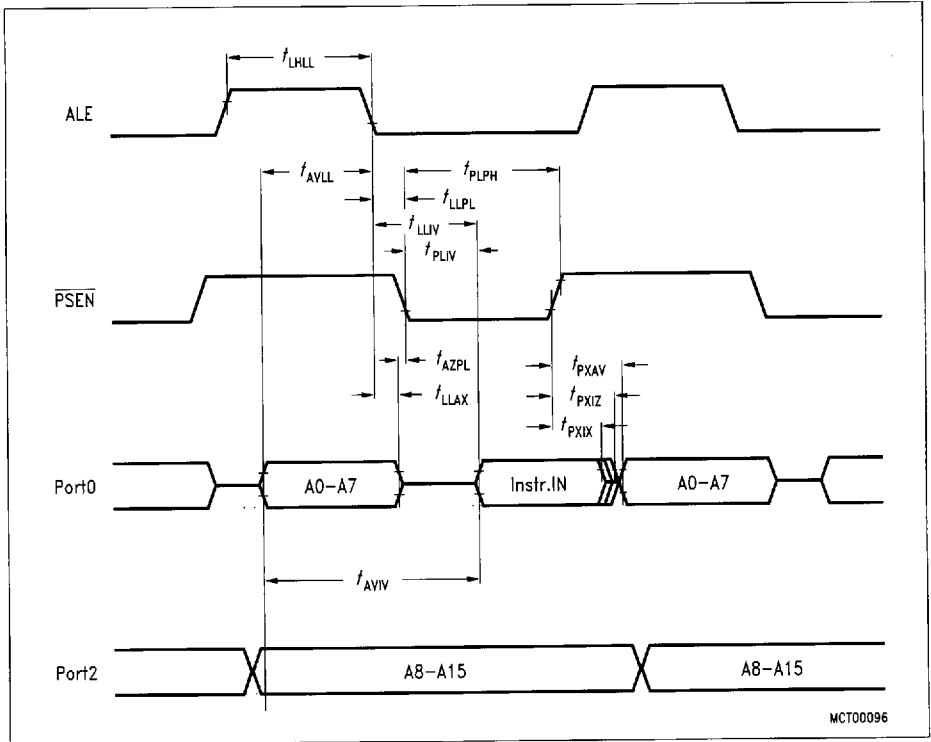 tLHLL
ALE
tAVLL
tPLPH
tLLPL
tLLIV
tPLIV
PSEN
tAZPL
tPXAV
tLLAX
tPXIZ
tPXIX
Port0
A0-A7
Instr.IN
A0-A7
tAVIV
Port2
A8-A15
A8-A15
MCT00096